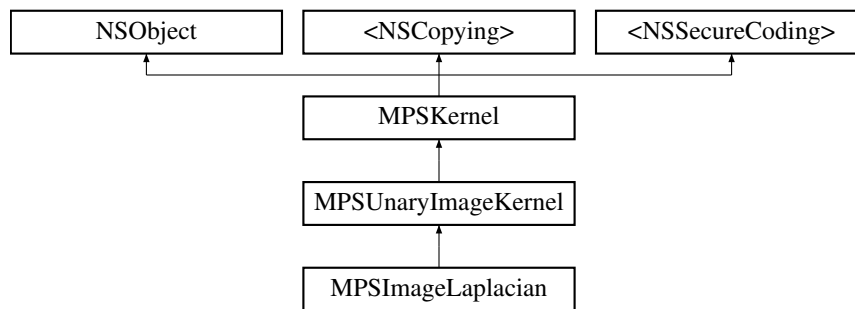 NSObject
<NSCopying>
<NSSecureCoding>
MPSKernel
MPSUnaryImageKernel
MPSImageLaplacian